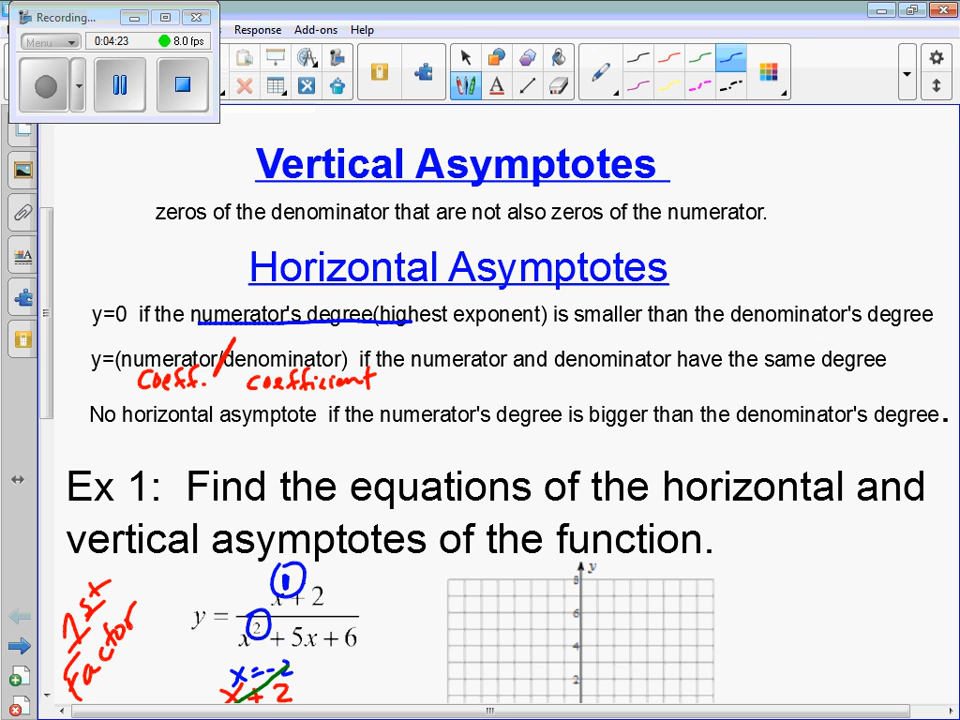 Recording...
Menu
0:04:23
8.0 fps
Response Add-ons Help
Vertical Asymptotes
zeros of the denominator that are not also zeros of the numerator.
Horizontal Asymptotes
y=0 if the numerator's degree(highest exponent) is smaller than the denominator's degree
y=(numerator/denominator) if the numerator and denominator have the same degree
coeff. / coefficient
No horizontal asymptote if the numerator's degree is bigger than the denominator's degree.
Ex 1: Find the equations of the horizontal and
vertical asymptotes of the function.
1st
Factor
1
x + 2
y =
x² + 5x + 6
x = -2
x + 2
y
8
6
4
2